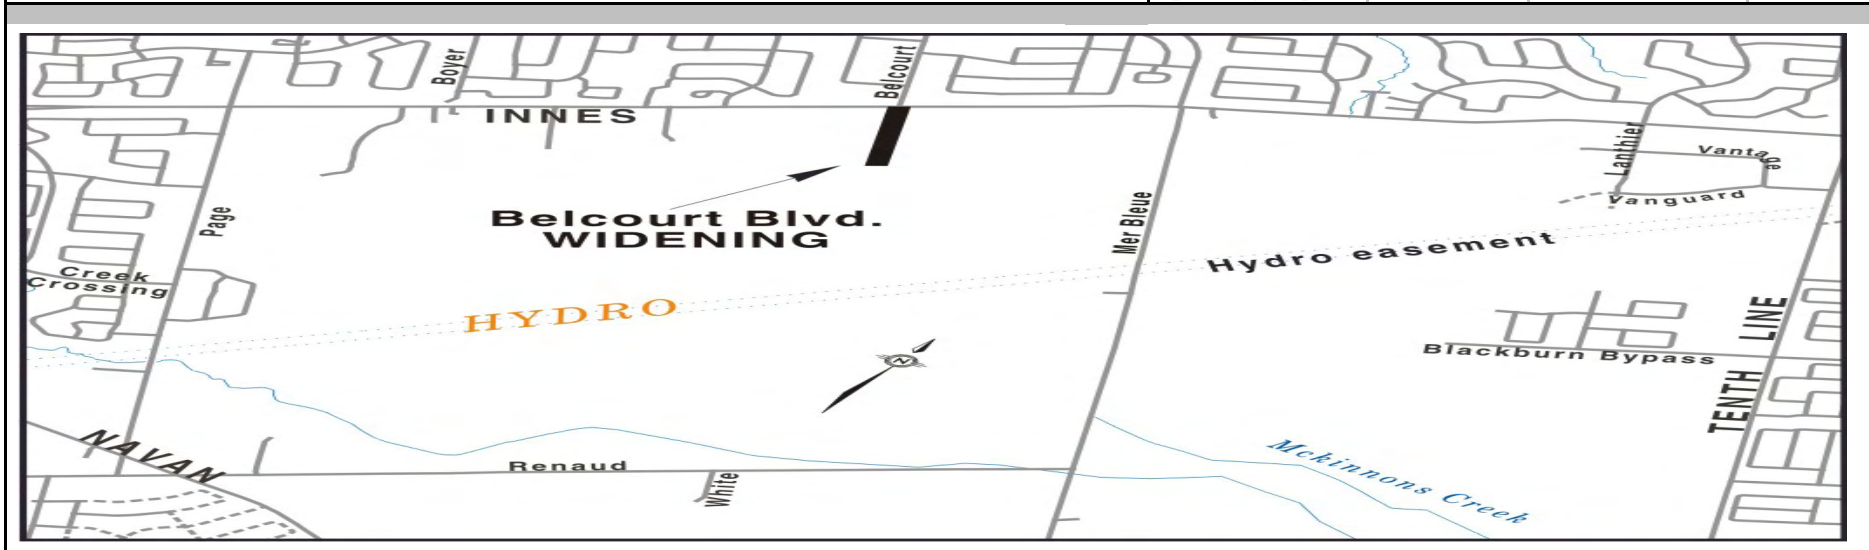 Boyer
Belcourt
INNES
Lanthier
Vantage
Vanguard
Page
Belcourt Blvd.
WIDENING
Mer Bleue
Hydro easement
Creek
Crossing
HYDRO
N
LINE
TENTH
Blackburn Bypass
NAVAN
Renaud
White
Mckinnons Creek